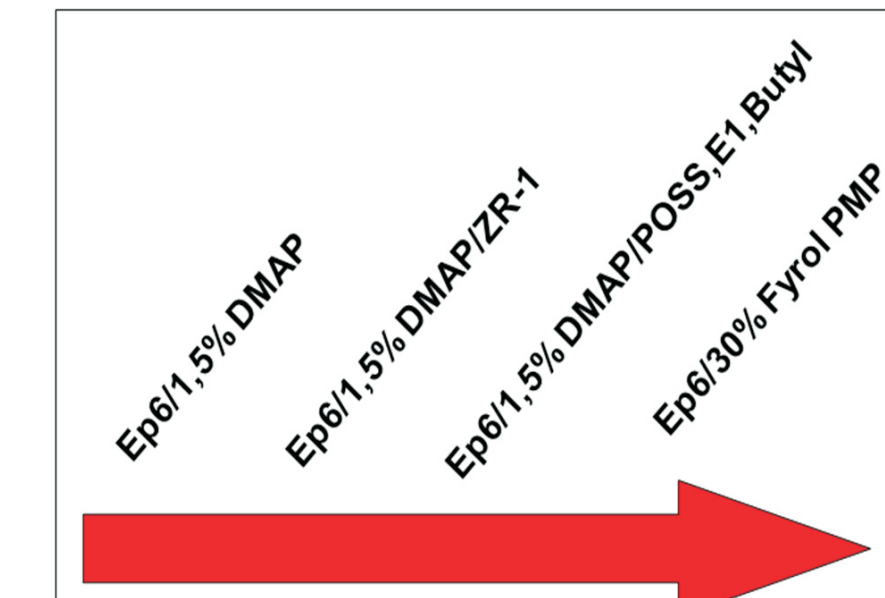 Ep6/1,5% DMAP
Ep6/1,5% DMAP/ZR-1
Ep6/1,5% DMAP/POSS,E1,Butyl
Ep6/30% Fyrol PMP